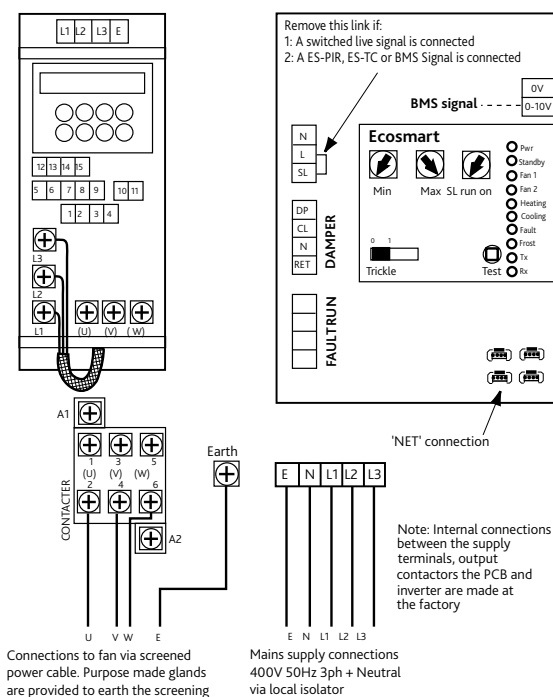 L1 L2 L3 E
12 13 14 15
5 6 7 8 9 10 11
1 2 3 4
L3
L2
L1
(U) (V) (W)
A1
1 3 5
(U) (V) (W)
2 4 6
CONTACTER
A2
Earth
U V W E
Connections to fan via screened
power cable. Purpose made glands
are provided to earth the screening
Remove this link if:
1: A switched live signal is connected
2: A ES-PIR, ES-TC or BMS Signal is connected
BMS signal
0V
0-10V
N
L
SL
Ecosmart
Min Max SL run on
Pwr
Standby
Fan 1
Fan 2
Heating
Cooling
Fault
Frost
Tx
Rx
DP
CL
N
RET
DAMPER
0 1
Trickle
Test
FAULTRUN
'NET' connection
E N L1 L2 L3
Note: Internal connections
between the supply
terminals, output
contactors the PCB and
inverter are made at
the factory
E N L1 L2 L3
Mains supply connections
400V 50Hz 3ph + Neutral
via local isolator